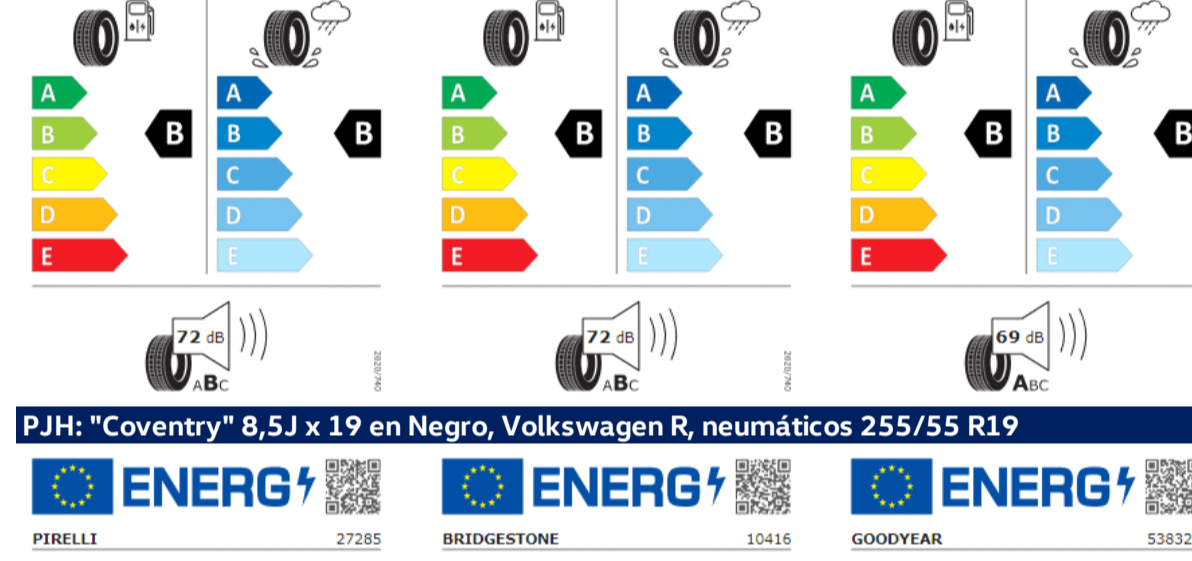 A A A A A A
B B B B B B B B B B B B
C C C C C C
D D D D D D
E E E E E E
72 dB 72 dB 69 dB
2020/740 2020/740
ABC ABC ABC
PJH: "Coventry" 8,5J x 19 en Negro, Volkswagen R, neumáticos 255/55 R19
ENERG ENERG ENERG
PIRELLI 27285 BRIDGESTONE 10416 GOODYEAR 53832